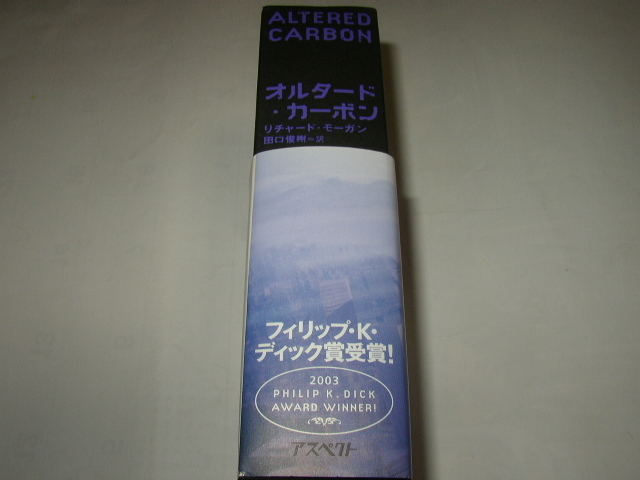 ALTERED
CARBON
オルタード
・カーボン
リチャード・モーガン
田口俊樹〜訳
フィリップ・K・
ディック賞受賞!
2003
PHILIP K. DICK
AWARD WINNER!
アスペクト